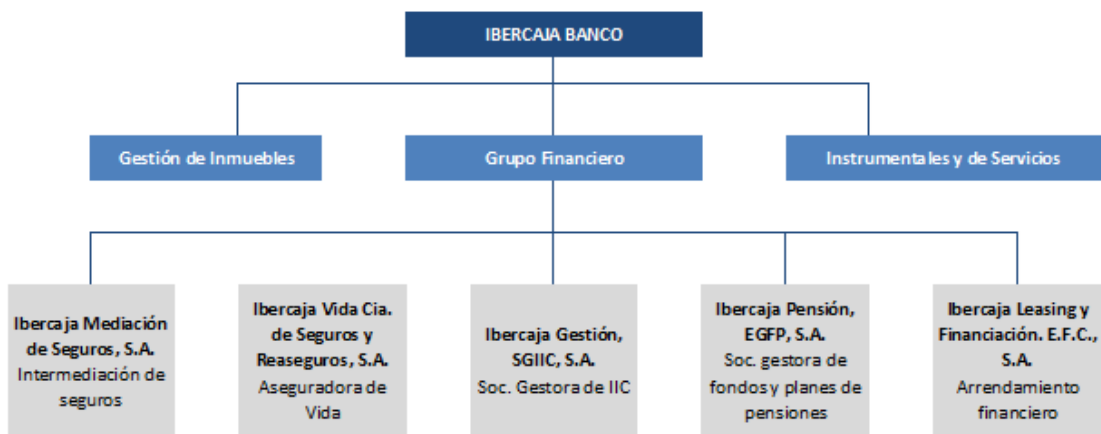 IBERCAJA BANCO
Gestión de Inmuebles
Grupo Financiero
Instrumentales y de Servicios
Ibercaja Mediación
de Seguros, S.A.
Intermediación de
seguros
Ibercaja Vida Cia.
de Seguros y
Reaseguros, S.A.
Aseguradora de
Vida
Ibercaja Gestión,
SGIIC, S.A.
Soc. Gestora de IIC
Ibercaja Pensión,
EGFP, S.A.
Soc. gestora de
fondos y planes de
pensiones
Ibercaja Leasing y
Financiación. E.F.C.,
S.A.
Arrendamiento
financiero